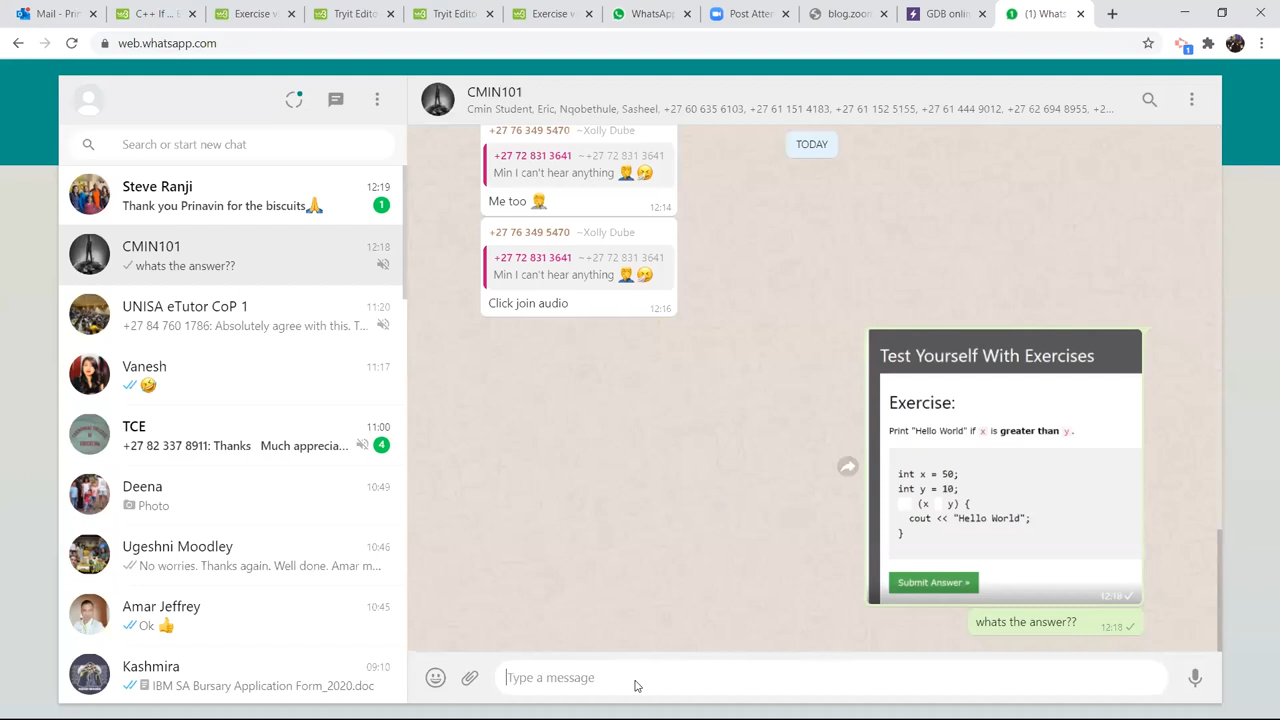 Mail - Prin
C++ If ... E
Exercise v
Tryit Edito
Tryit Edito
Exercise v
WhatsApp
Post Atter
blog.zoon
GDB onlin
(1) Whats
web.whatsapp.com
1
Search or start new chat
Steve Ranji 12:19
Thank you Prinavin for the biscuits🙏 1
CMIN101 12:18
✓ whats the answer??
UNISA eTutor CoP 1 11:20
+27 84 760 1786: Absolutely agree with this. T...
Vanesh 11:17
🤣
TCE 11:00
+27 82 337 8911: Thanks Much apprecia... 4
Deena 10:49
Photo
Ugeshni Moodley 10:46
No worries. Thanks again. Well done. Amar m...
Amar Jeffrey 10:45
Ok 👍
Kashmira 09:10
IBM SA Bursary Application Form_2020.doc
CMIN101
Cmin Student, Eric, Nqobethule, Sasheel, +27 60 635 6103, +27 61 151 4183, +27 61 152 5155, +27 61 444 9012, +27 62 694 8955, +2...
TODAY
+27 76 349 5470 ~Xolly Dube
+27 72 831 3641 ~+27 72 831 3641
Min I can't hear anything
Me too
12:14
+27 76 349 5470 ~Xolly Dube
+27 72 831 3641 ~+27 72 831 3641
Min I can't hear anything
Click join audio
12:16
Test Yourself With Exercises
Exercise:
Print "Hello World" if x is greater than y.
int x = 50;
int y = 10;
(x y) {
cout << "Hello World";
}
Submit Answer »
12:18
whats the answer?? 12:18
Type a message